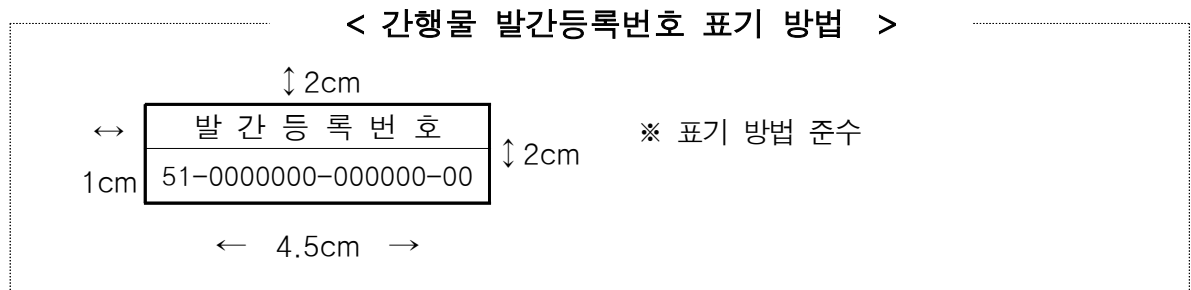 < 간행물 발간등록번호 표기 방법 >
↕ 2cm
↔ 발 간 등 록 번 호 ※ 표기 방법 준수
↕ 2cm
1cm 51-0000000-000000-00
← 4.5cm →